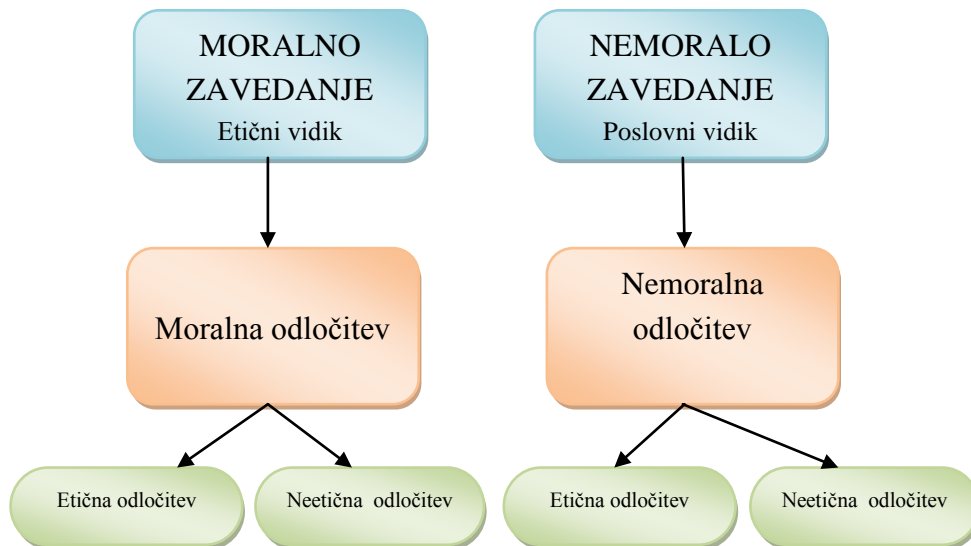 MORALNO
ZAVEDANJE
Etični vidik
NEMORALO
ZAVEDANJE
Poslovni vidik
Moralna odločitev
Nemoralna
odločitev
Etična odločitev
Neetična odločitev
Etična odločitev
Neetična odločitev